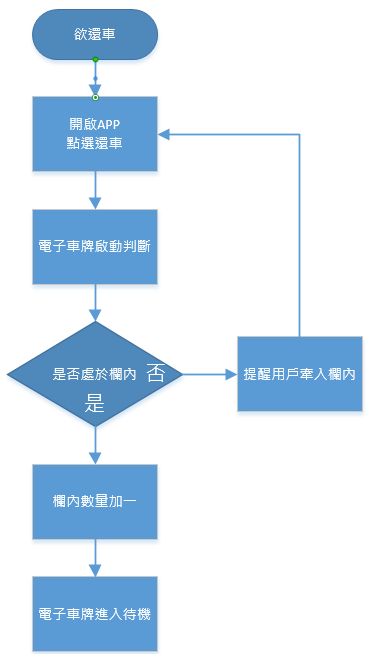 欲還車
開啟APP
點選還車
電子車牌啟動判斷
是否處於欄內
否
是
提醒用戶牽入欄內
欄內數量加一
電子車牌進入待機